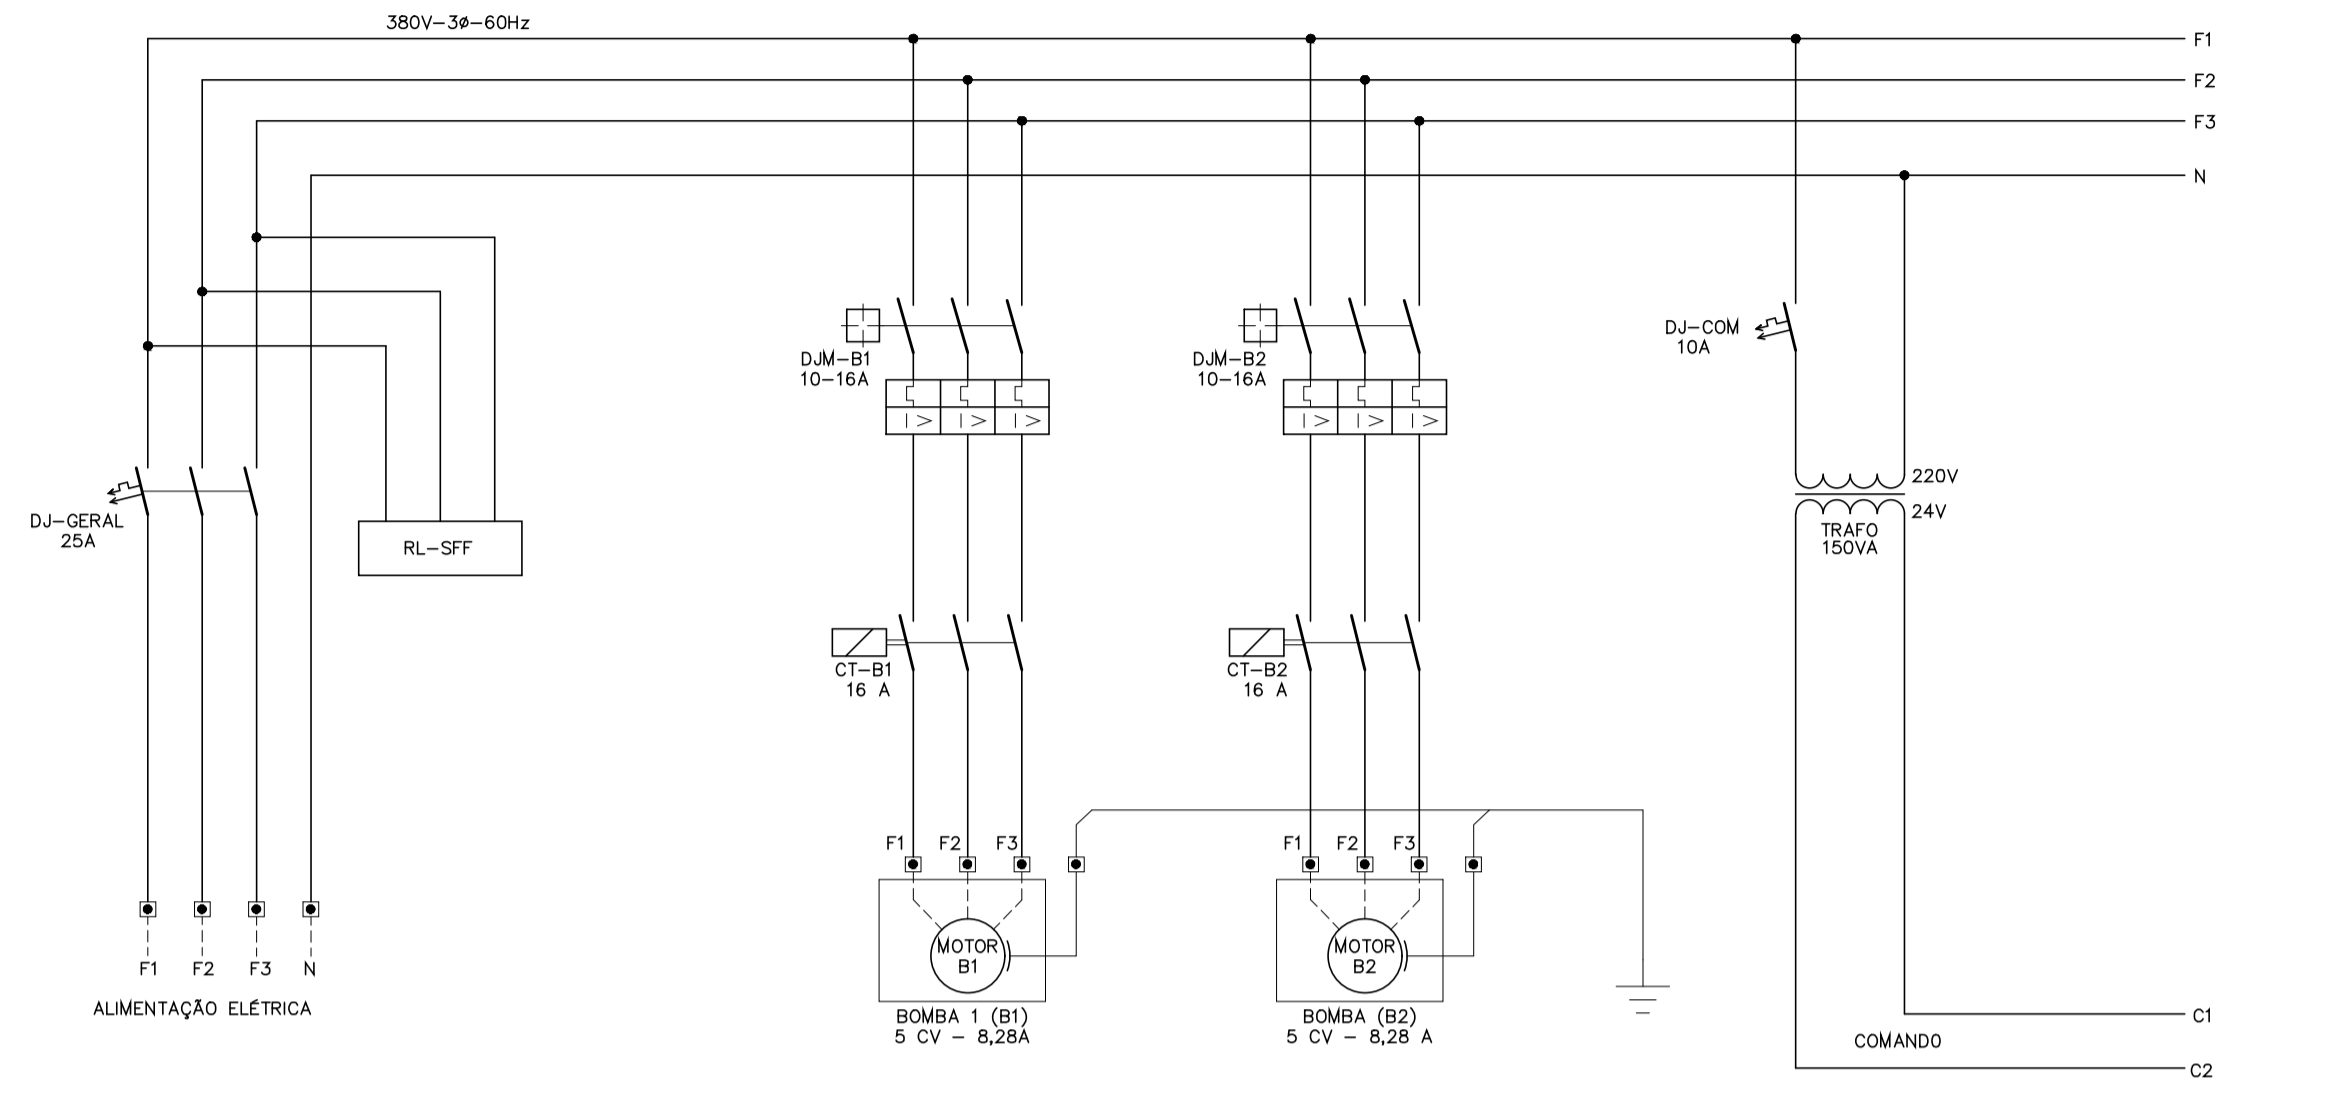 380V-3ø-60Hz
F1
F2
F3
N
DJ-GERAL
25A
RL-SFF
DJM-B1
10-16A
DJM-B2
10-16A
DJ-COM
10A
I >
I >
I >
I >
I >
I >
220V
24V
TRAFO
150VA
CT-B1
16 A
CT-B2
16 A
F1
F2
F3
F1
F2
F3
MOTOR
B1
MOTOR
B2
F1
F2
F3
N
ALIMENTAÇÃO ELÉTRICA
BOMBA 1 (B1)
5 CV - 8,28A
BOMBA (B2)
5 CV - 8,28 A
C1
COMANDO
C2